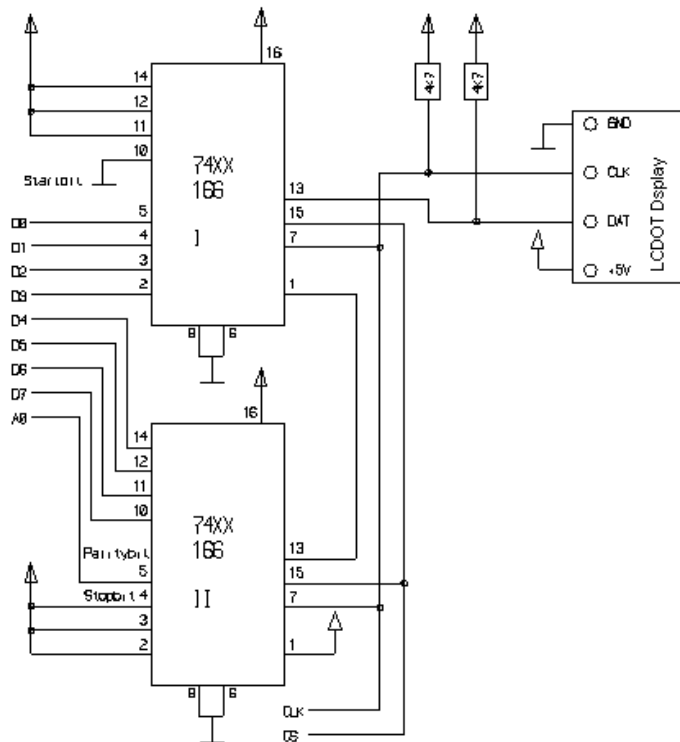 16
14
12
11
10
Startbit
74XX
166
I
13
15
7
1
D0
5
D1
4
D2
3
D3
2
D4
D5
D6
D7
A0
8 6
4k7
4k7
GND
CLK
DAT
+5V
LCDOT Dsplay
16
14
12
11
10
74XX
166
II
Paritybit
5
Stopbit 4
3
2
13
15
7
1
8 6
CLK
CS